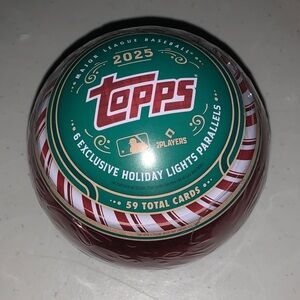 MAJOR LEAGUE BASEBALL
2025
TOPPS
PLAYERS
6 EXCLUSIVE HOLIDAY LIGHTS PARALLELS
59 TOTAL CARDS